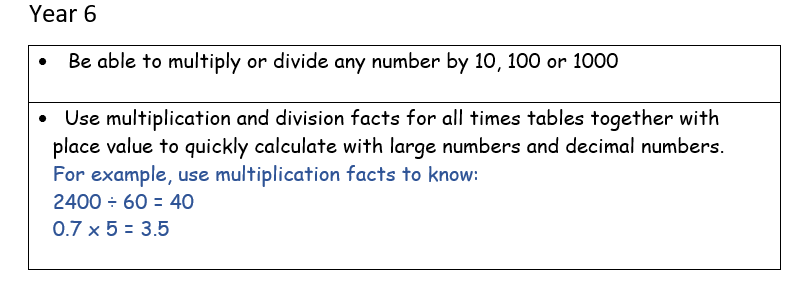 Year 6
• Be able to multiply or divide any number by 10, 100 or 1000
• Use multiplication and division facts for all times tables together with
place value to quickly calculate with large numbers and decimal numbers.
For example, use multiplication facts to know:
2400 ÷ 60 = 40
0.7 x 5 = 3.5